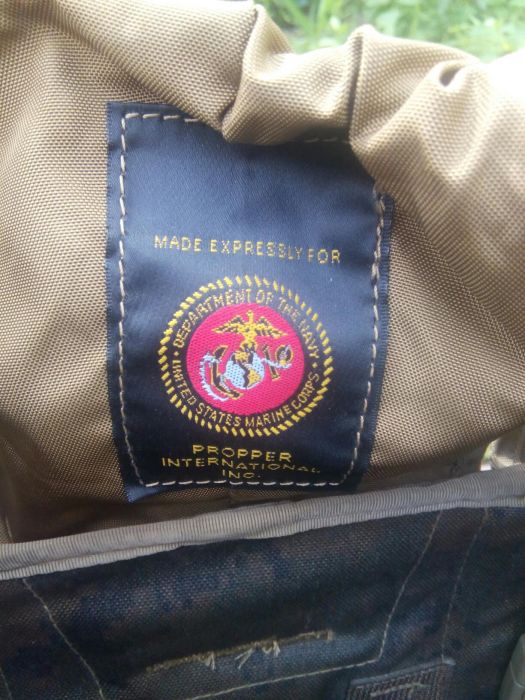 MADE EXPRESSLY FOR
DEPARTMENT OF THE NAVY
UNITED STATES MARINE CORPS
PROPPER
INTERNATIONAL
INC.